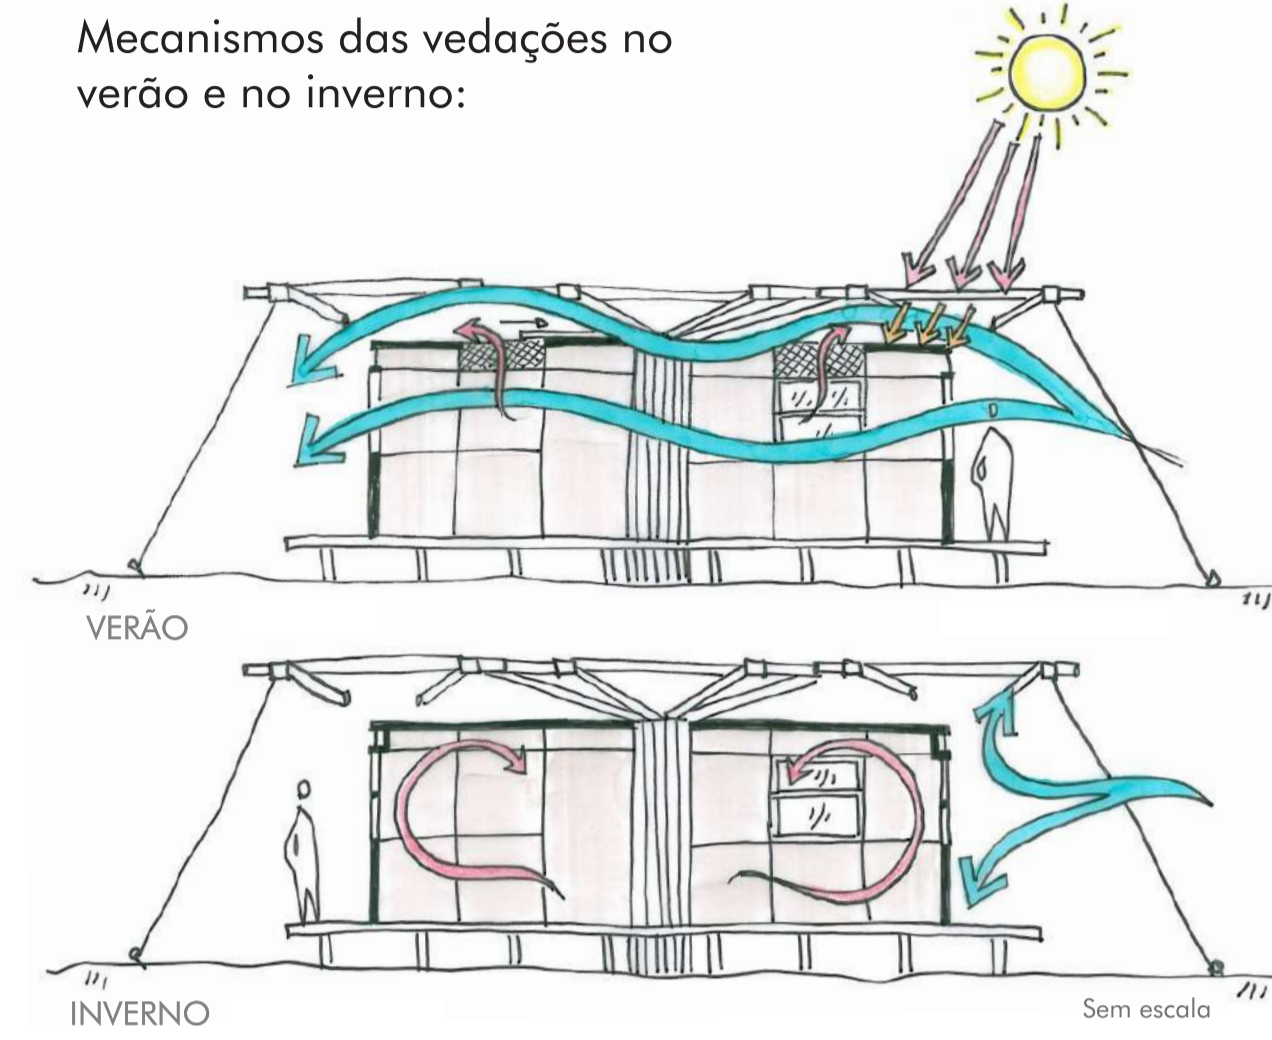 Mecanismos das vedações no
verão e no inverno:
VERÃO
INVERNO
Sem escala